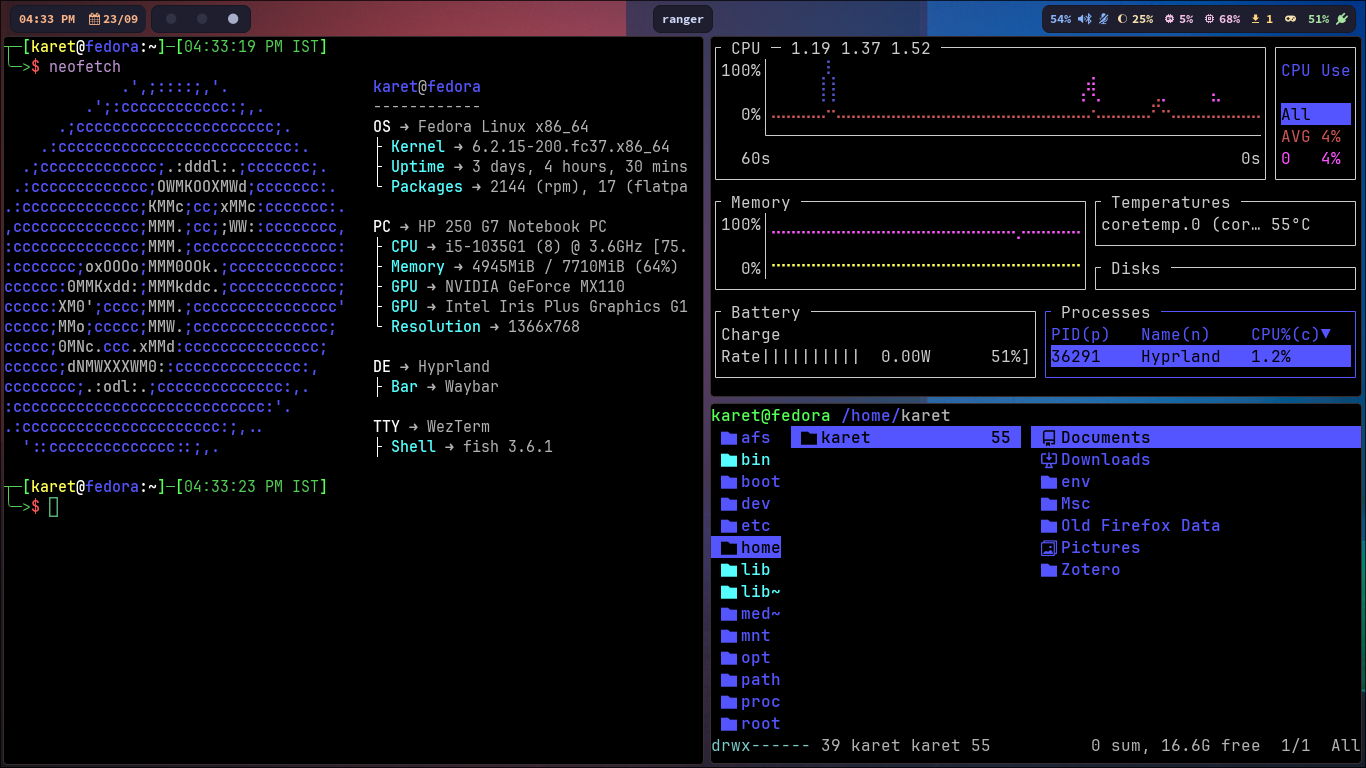 04:33 PM 23/09
ranger
54% 25% 5% 68% 1 51%
┬─[karet@fedora:~]─[04:33:19 PM IST]
╰─>$ neofetch
.',;::::;,'.
.';:cccccccccccc:;,.
.;cccccccccccccccccccccc;.
.:cccccccccccccccccccccccccc:.
.;ccccccccccccc;.:dddl:.;ccccccc;.
.:ccccccccccccc;OWMKOOXMWd;ccccccc:.
.:ccccccccccccc;KMMc;cc;xMMc:ccccccc:.
,cccccccccccccc;MMM.;cc;;WW::cccccccc,
:cccccccccccccc;MMM.;cccccccccccccccc:
:ccccccc;oxOOOo;MMM0OOk.;cccccccccccc:
cccccc:0MMKxdd:;MMMkddc.;cccccccccccc;
ccccc:XM0';cccc;MMM.;cccccccccccccccc'
ccccc;MMo;ccccc;MMW.;ccccccccccccccc;
ccccc;0MNc.ccc.xMMd:ccccccccccccccc;
cccccc;dNMWXXXWM0::cccccccccccccc:,
cccccccc;.:odl:.;cccccccccccccc:,.
:cccccccccccccccccccccccccccc:'.
.:cccccccccccccccccccccc:;,..
'::cccccccccccccc::;,.
karet@fedora
------------
OS → Fedora Linux x86_64
├ Kernel → 6.2.15-200.fc37.x86_64
├ Uptime → 3 days, 4 hours, 30 mins
└ Packages → 2144 (rpm), 17 (flatpa
PC → HP 250 G7 Notebook PC
├ CPU → i5-1035G1 (8) @ 3.6GHz [75.
├ Memory → 4945MiB / 7710MiB (64%)
├ GPU → NVIDIA GeForce MX110
├ GPU → Intel Iris Plus Graphics G1
└ Resolution → 1366x768
DE → Hyprland
├ Bar → Waybar
TTY → WezTerm
├ Shell → fish 3.6.1
┬─[karet@fedora:~]─[04:33:23 PM IST]
╰─>$
CPU ─ 1.19 1.37 1.52
100%
0%
60s 0s
CPU Use
All
AVG 4%
0 4%
Memory
100%
0%
Temperatures
coretemp.0 (cor… 55°C
Disks
Battery
Charge
Rate|||||||||| 0.00W 51%]
Processes
PID(p) Name(n) CPU%(c)▼
36291 Hyprland 1.2%
karet@fedora /home/karet
afs
bin
boot
dev
etc
home
lib
lib~
med~
mnt
opt
path
proc
root
karet 55
Documents
Downloads
env
Msc
Old Firefox Data
Pictures
Zotero
drwx------ 39 karet karet 55 0 sum, 16.6G free 1/1 All